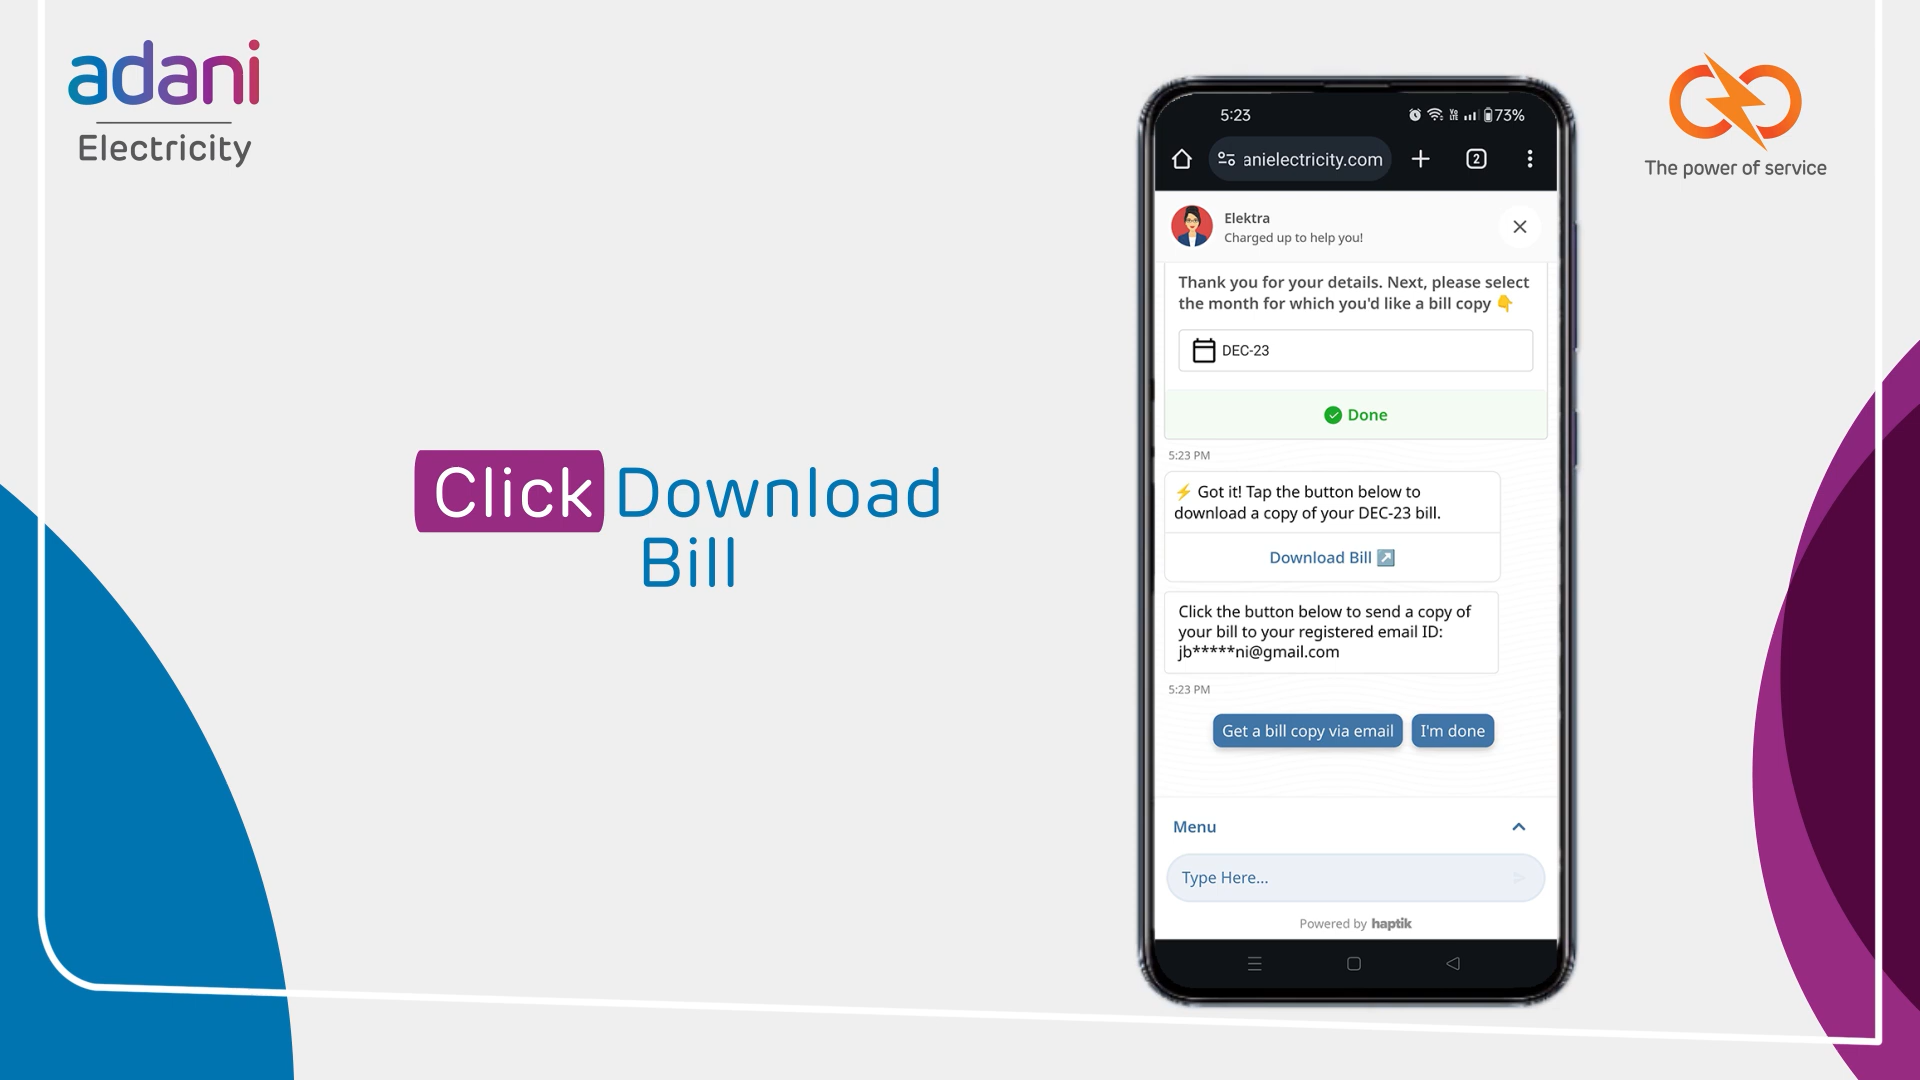 adani
Electricity
The power of service
Click Download
Bill
5:23
73%
anielectricity.com
2
Elektra
Charged up to help you!
Thank you for your details. Next, please select
the month for which you'd like a bill copy 👇
DEC-23
Done
5:23 PM
⚡ Got it! Tap the button below to
download a copy of your DEC-23 bill.
Download Bill ↗
Click the button below to send a copy of
your bill to your registered email ID:
jb*****ni@gmail.com
5:23 PM
Get a bill copy via email
I'm done
Menu
Type Here...
Powered by haptik